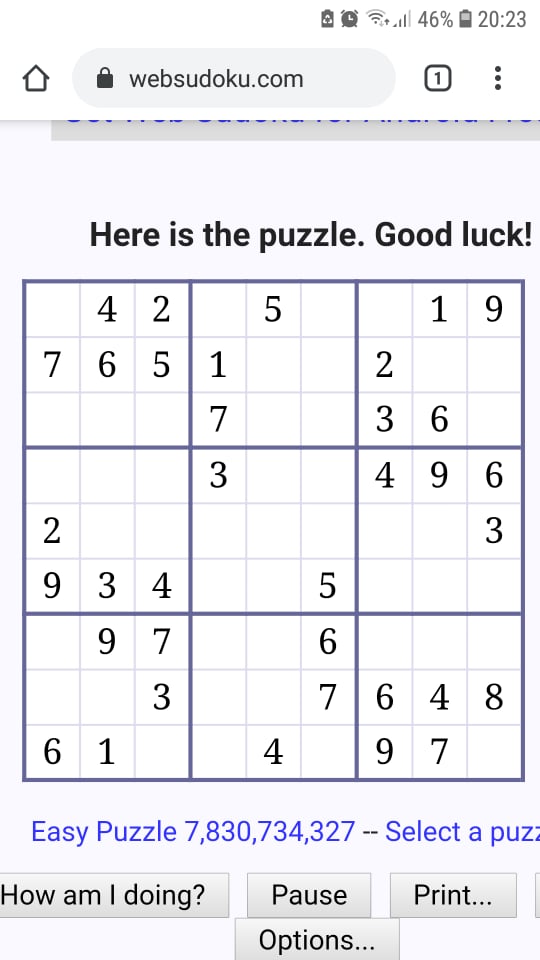 46% 20:23
websudoku.com 1
Here is the puzzle. Good luck!
4 2 5 1 9
7 6 5 1 2
7 3 6
3 4 9 6
2 3
9 3 4 5
9 7 6
3 7 6 4 8
6 1 4 9 7
Easy Puzzle 7,830,734,327 -- Select a puzz
How am I doing? Pause Print...
Options...